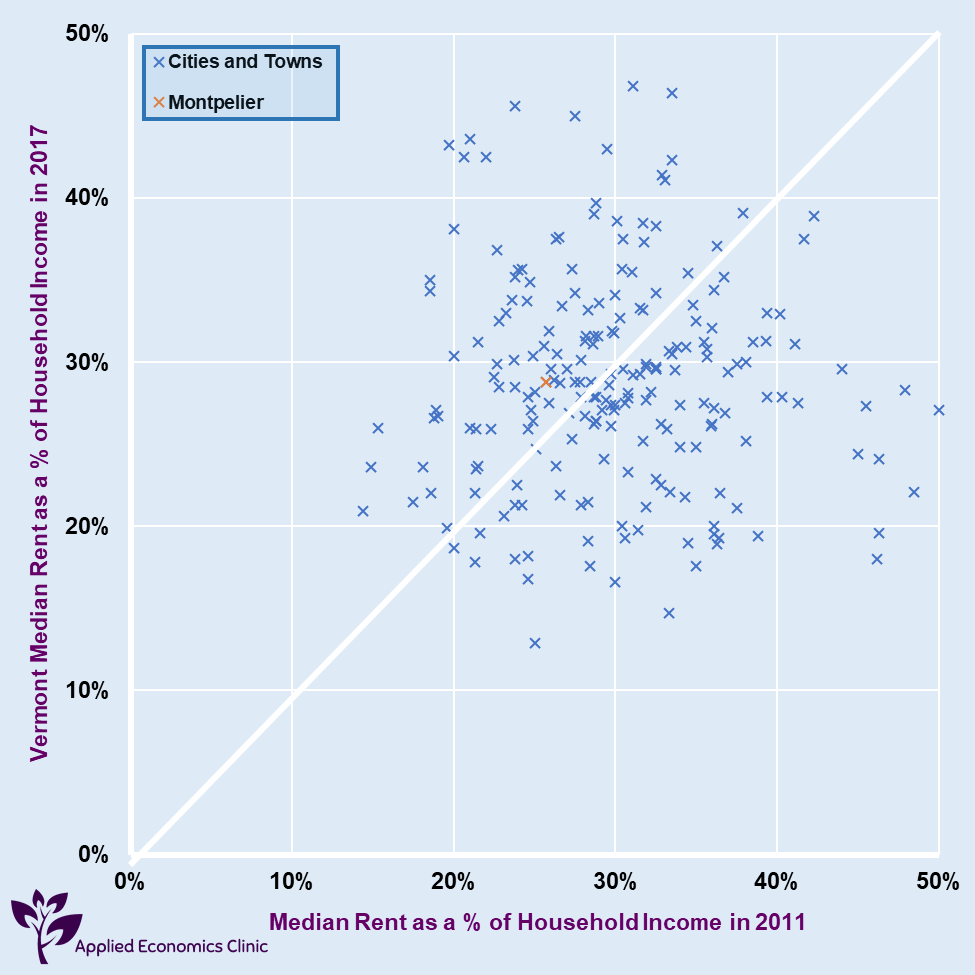 50%
Cities and Towns
Montpelier
40%
30%
20%
10%
0%
Vermont Median Rent as a % of Household Income in 2017
0%
10%
20%
30%
40%
50%
Median Rent as a % of Household Income in 2011
Applied Economics Clinic